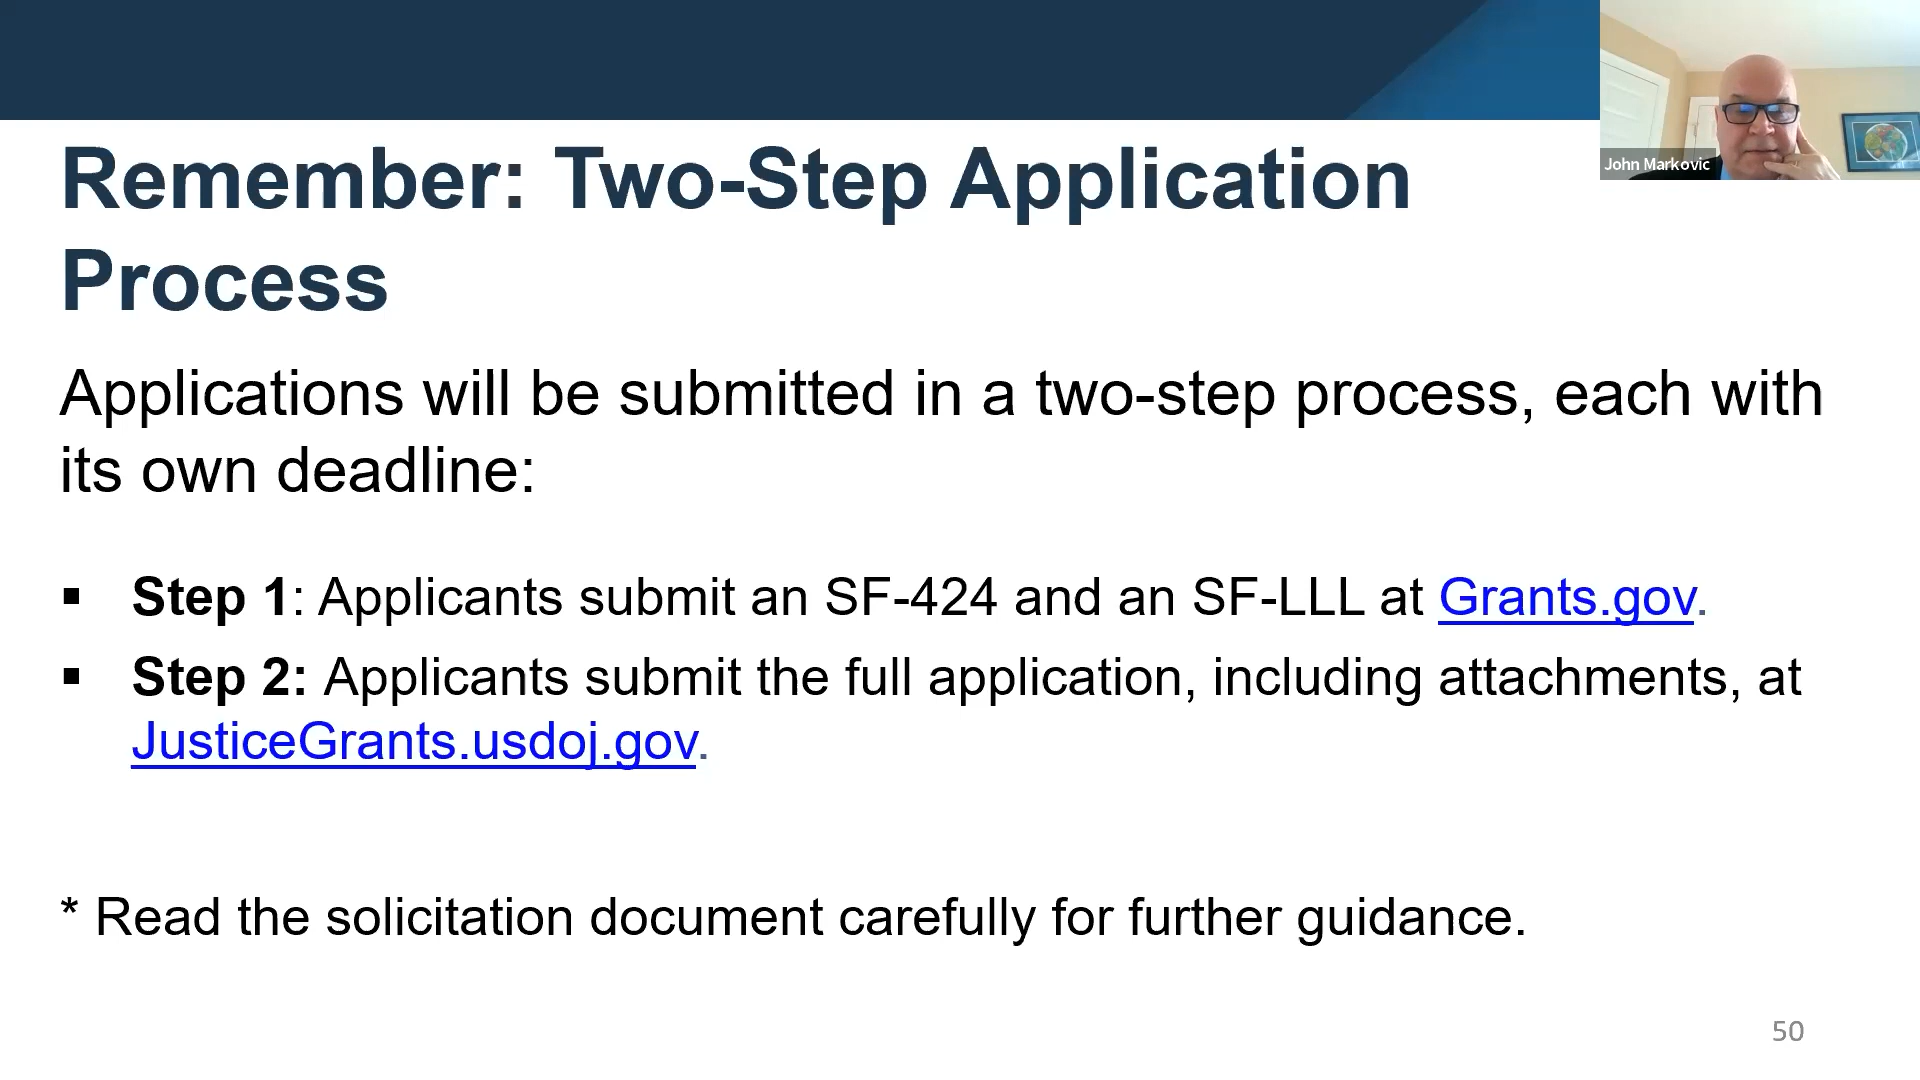 John Markovic
Remember: Two-Step Application
Process
Applications will be submitted in a two-step process, each with
its own deadline:
▪ Step 1: Applicants submit an SF-424 and an SF-LLL at Grants.gov.
▪ Step 2: Applicants submit the full application, including attachments, at
JusticeGrants.usdoj.gov.
* Read the solicitation document carefully for further guidance.
50